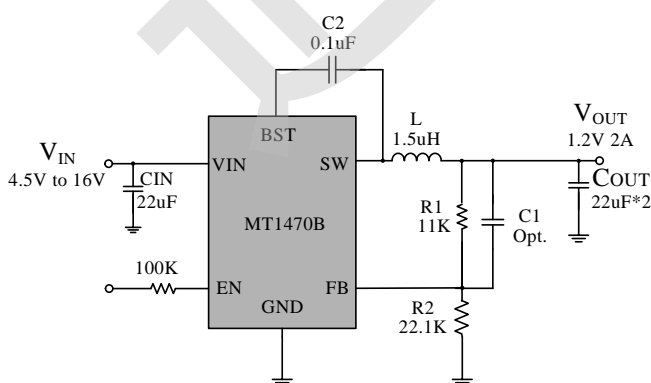 C2
0.1uF
BST
L
1.5uH
VOUT
1.2V 2A
VIN
4.5V to 16V
CIN
22uF
VIN
SW
COUT
22uF*2
R1
11K
C1
Opt.
MT1470B
100K
EN
FB
GND
R2
22.1K